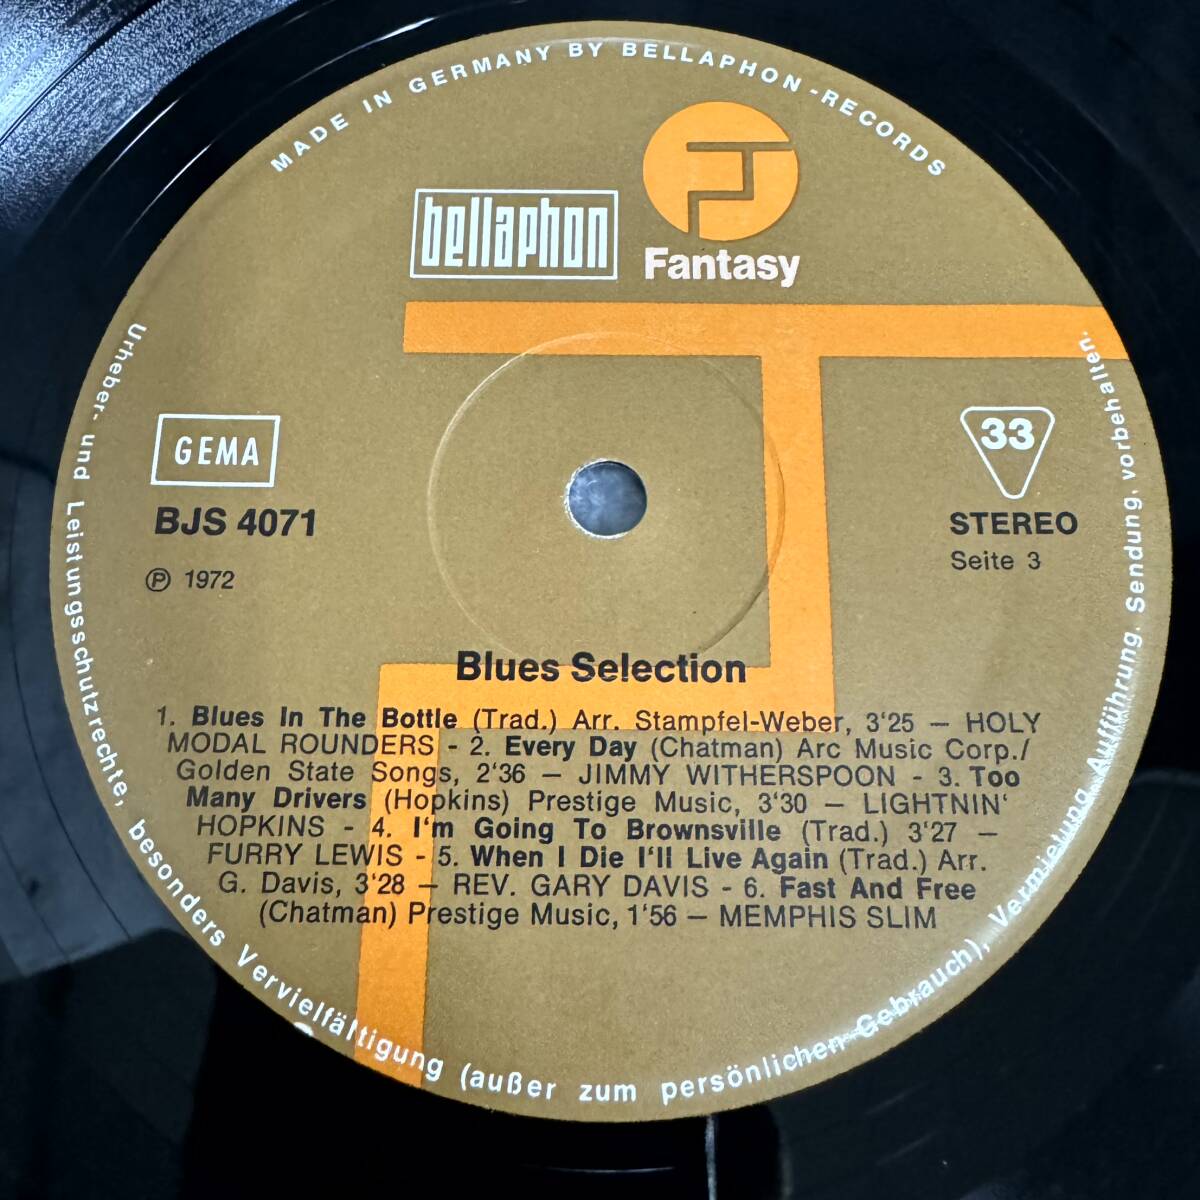 MADE IN GERMANY BY BELLAPHON-RECORDS
bellaphon
Fantasy
GEMA
BJS 4071
℗ 1972
33
STEREO
Seite 3
Blues Selection
1. Blues In The Bottle (Trad.) Arr. Stampfel-Weber, 3'25 — HOLY
MODAL ROUNDERS - 2. Every Day (Chatman) Arc Music Corp./
Golden State Songs, 2'36 — JIMMY WITHERSPOON - 3. Too
Many Drivers (Hopkins) Prestige Music, 3'30 — LIGHTNIN'
HOPKINS - 4. I'm Going To Brownsville (Trad.) 3'27 —
FURRY LEWIS - 5. When I Die I'll Live Again (Trad.) Arr.
G. Davis, 3'28 — REV. GARY DAVIS - 6. Fast And Free
(Chatman) Prestige Music, 1'56 — MEMPHIS SLIM
Urheber- und Leistungsschutzrechte, besonders Vervielfältigung (außer zum persönlichen Gebrauch), Vermietung, Aufführung, Sendung, vorbehalten.